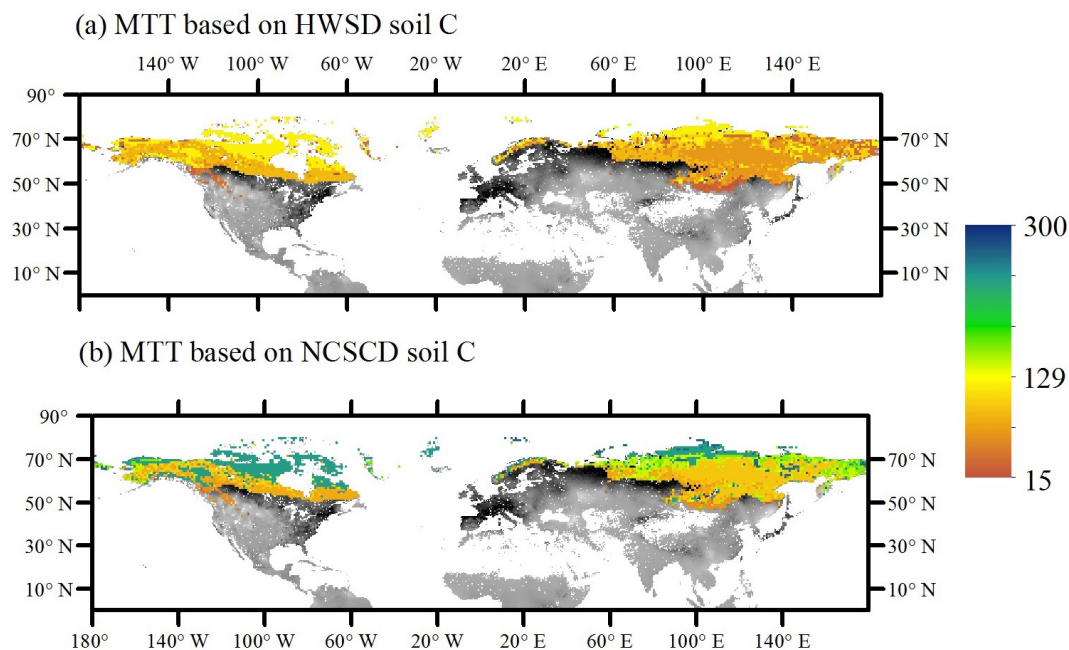 (a) MTT based on HWSD soil C
140° W 100° W 60° W 20° W 20° E 60° E 100° E 140° E
90°
70° N 70° N
50° N 50° N
30° N 30° N
10° N 10° N
300
129
15
(b) MTT based on NCSCD soil C
90°
70° N 70° N
50° N 50° N
30° N 30° N
10° N 10° N
180° 140° W 100° W 60° W 20° W 20° E 60° E 100° E 140° E